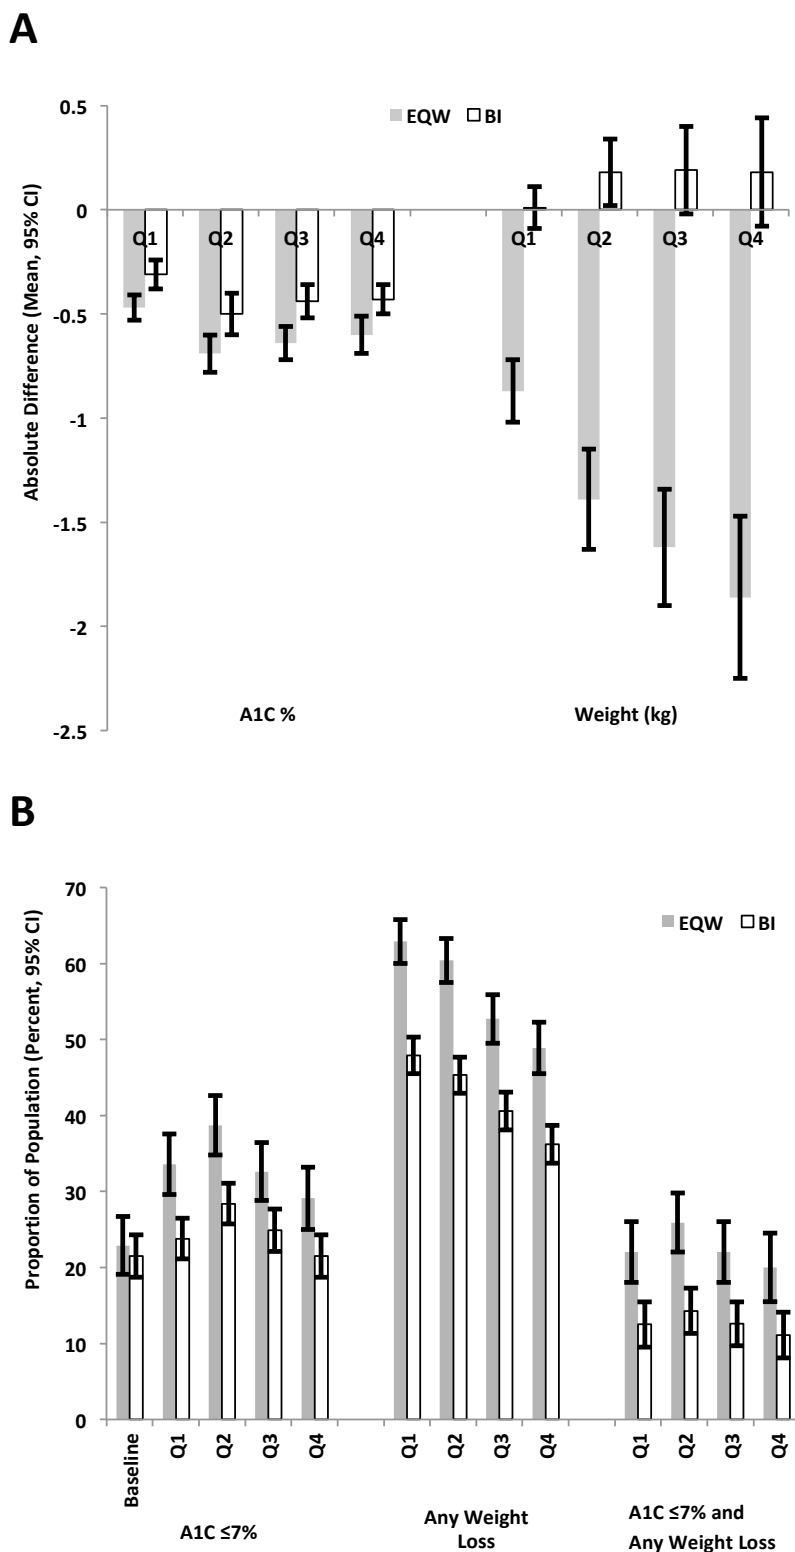 A
Absolute Difference (Mean, 95% CI)
0.5
0
-0.5
-1
-1.5
-2
-2.5
EQW BI
Q1 Q2 Q3 Q4 Q1 Q2 Q3 Q4
A1C % Weight (kg)
B
Proportion of Population (Percent, 95% CI)
70
60
50
40
30
20
10
0
EQW BI
Baseline Q1 Q2 Q3 Q4 Q1 Q2 Q3 Q4 Q1 Q2 Q3 Q4
A1C ≤7%
Any Weight
Loss
A1C ≤7% and
Any Weight Loss